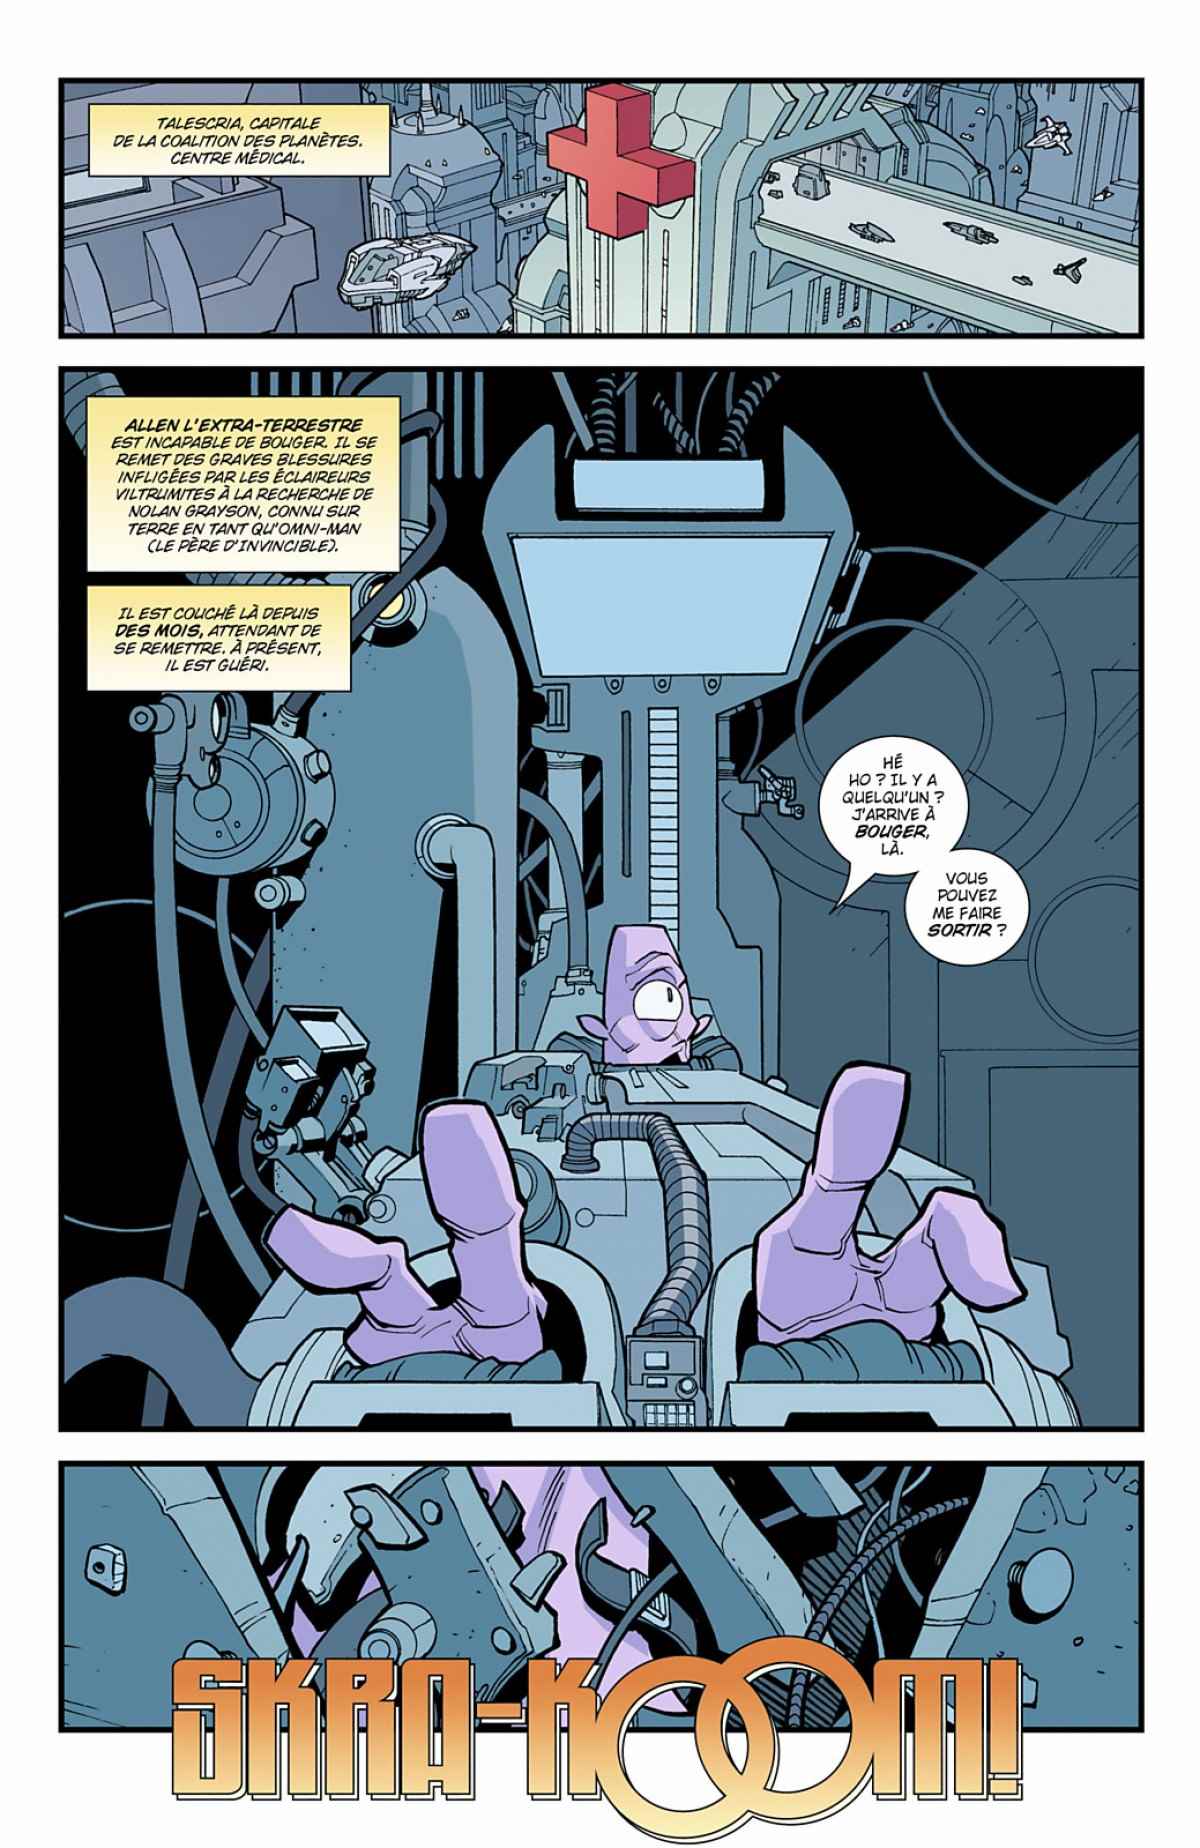 TALESCRIA, CAPITALE
DE LA COALITION DES PLANÈTES.
CENTRE MÉDICAL.
ALLEN L'EXTRA-TERRESTRE
EST INCAPABLE DE BOUGER. IL SE
REMET DES GRAVES BLESSURES
INFLIGÉES PAR LES ÉCLAIREURS
VILTRUMITES À LA RECHERCHE DE
NOLAN GRAYSON, CONNU SUR
TERRE EN TANT QU'OMNI-MAN
(LE PÈRE D'INVINCIBLE).
IL EST COUCHÉ LÀ DEPUIS
DES MOIS, ATTENDANT DE
SE REMETTRE. À PRÉSENT,
IL EST GUÉRI.
HÉ
HO ? IL Y A
QUELQU'UN ?
J'ARRIVE À
BOUGER,
LÀ.
VOUS
POUVEZ
ME FAIRE
SORTIR ?
SKRA-KOOM!